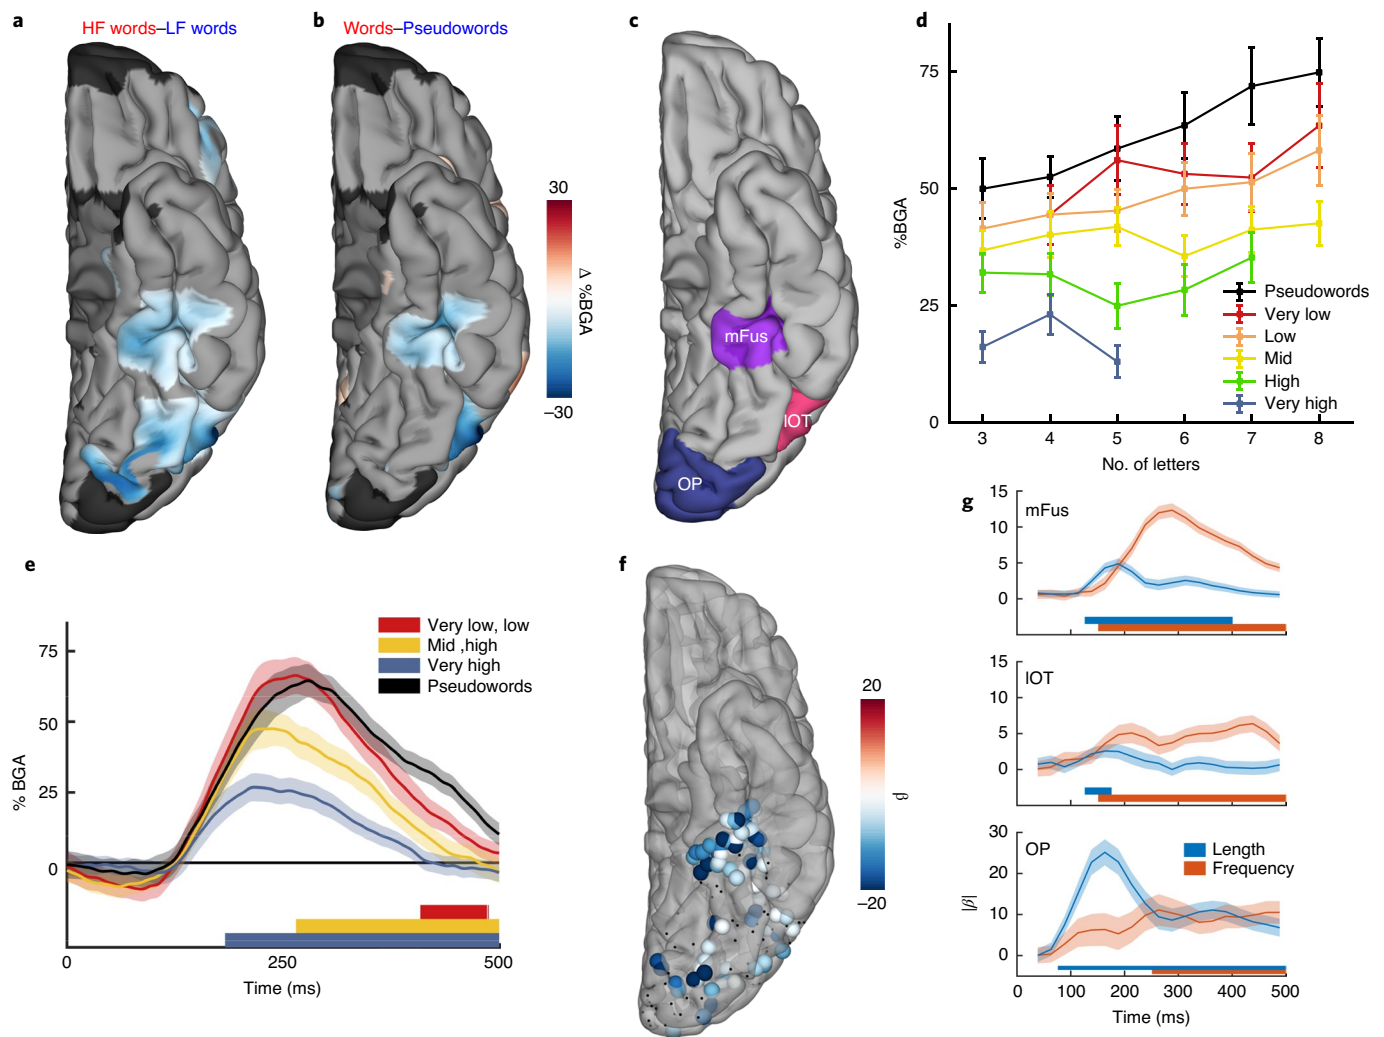 a
HF words–LF words
b
Words–Pseudowords
30
Δ %BGA
–30
c
mFus
lOT
OP
d
75
50
25
0
%BGA
3 4 5 6 7 8
No. of letters
Pseudowords
Very low
Low
Mid
High
Very high
e
75
50
25
0
% BGA
0 250 500
Time (ms)
Very low, low
Mid ,high
Very high
Pseudowords
f
20
β
–20
g
15
10
5
0
mFus
15
10
5
0
lOT
30
20
10
0
OP
|β|
Length
Frequency
0 100 200 300 400 500
Time (ms)